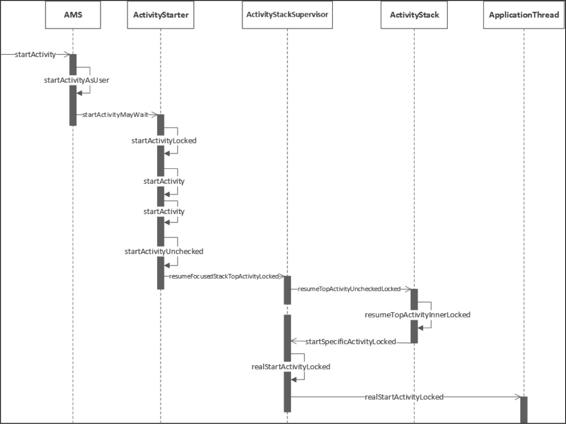 AMS
ActivityStarter
ActivityStackSupervisor
ActivityStack
ApplicationThread
startActivity
startActivityAsUser
startActivityMayWait
startActivityLocked
startActivity
startActivity
startActivityUnchecked
resumeFocusedStackTopActivityLocked
resumeTopActivityUncheckedLocked
resumeTopActivityInnerLocked
startSpecificActivityLocked
realStartActivityLocked
realStartActivityLocked